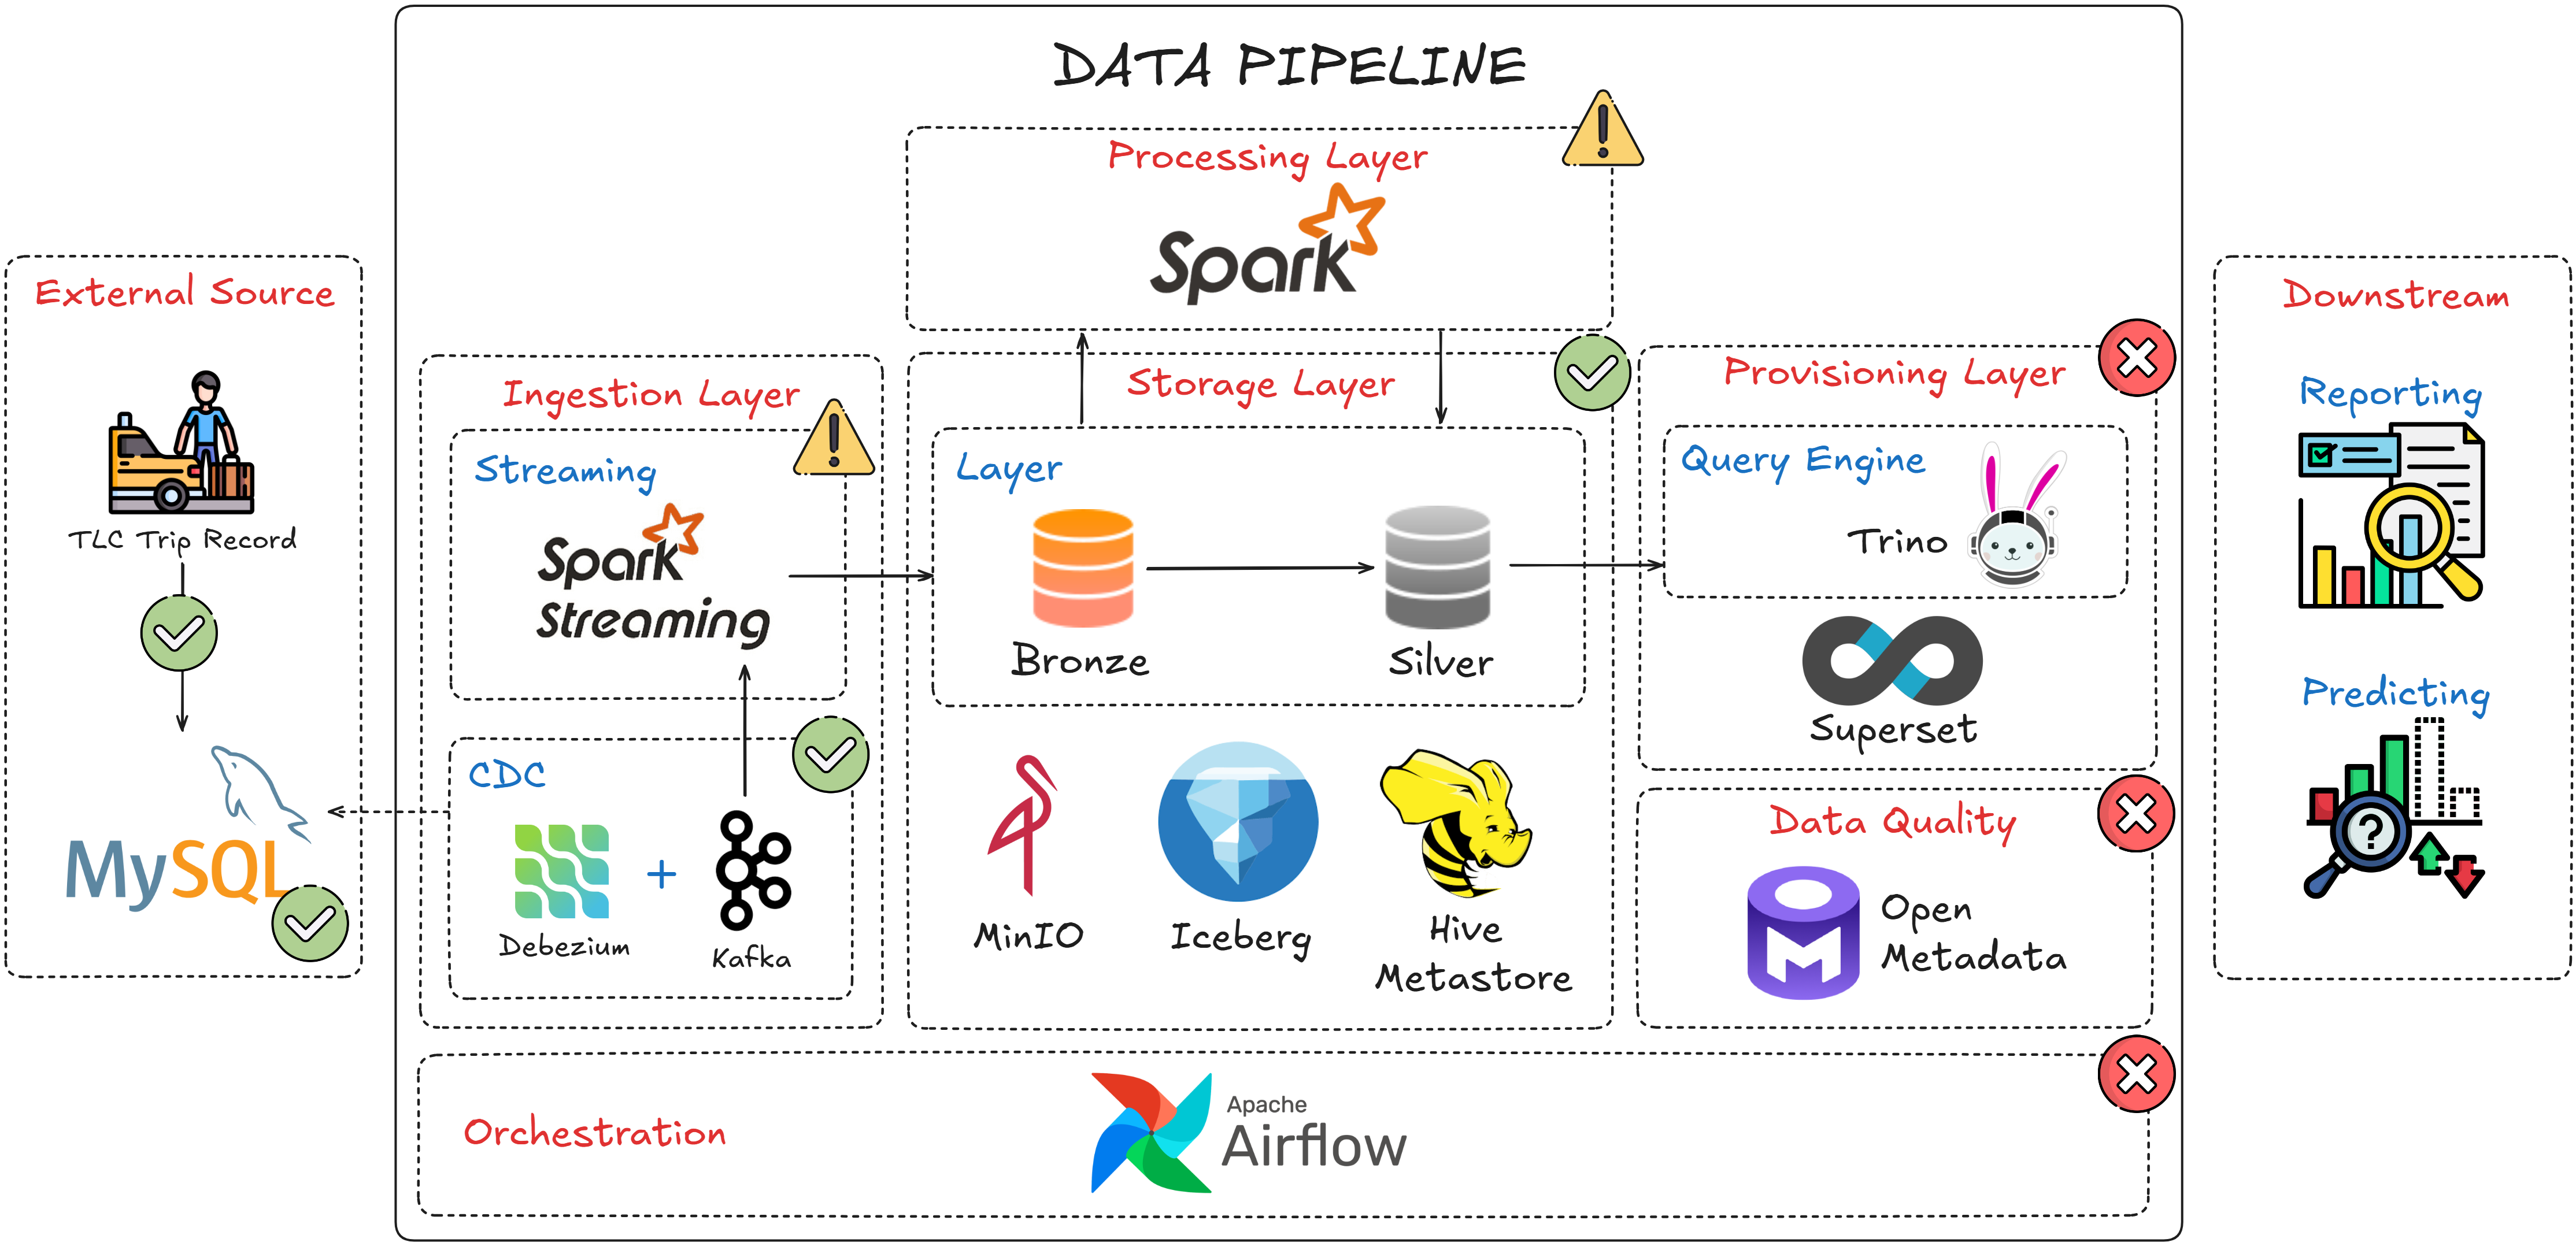 DATA PIPELINE
Processing Layer
Spark
External Source
TLC Trip Record
MySQL
Ingestion Layer
Streaming
Spark
Streaming
CDC
+
Debezium
Kafka
Storage Layer
Layer
Bronze
Silver
MinIO
Iceberg
Hive
Metastore
Provisioning Layer
Query Engine
Trino
Superset
Data Quality
Open
Metadata
Orchestration
Apache
Airflow
Downstream
Reporting
Predicting
?